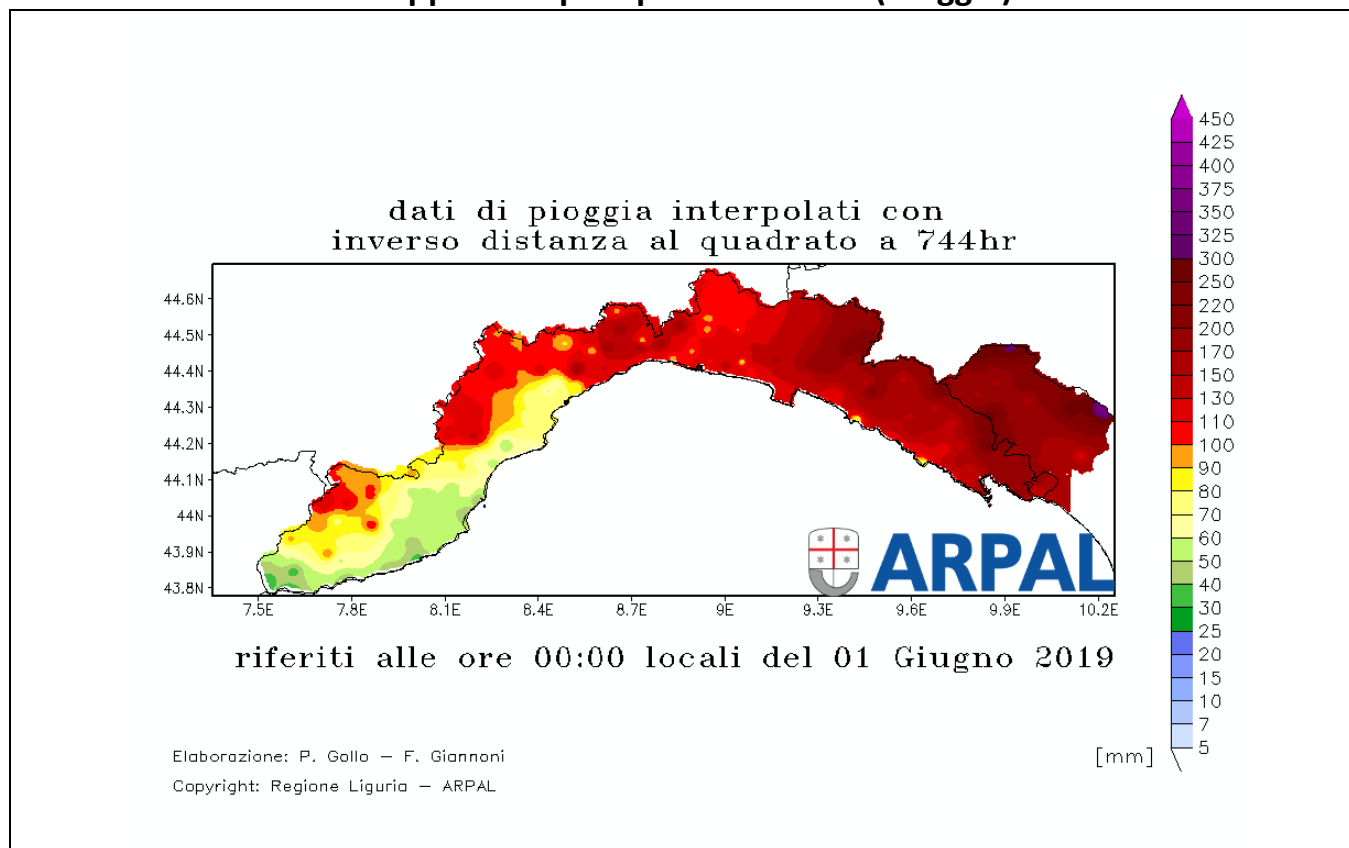 450
425
400
375
350
325
300
250
220
200
170
150
130
110
100
90
80
70
60
50
40
30
25
20
15
10
7
5
[mm]
dati di pioggia interpolati con
inverso distanza al quadrato a 744hr
44.6N
44.5N
44.4N
44.3N
44.2N
44.1N
44N
43.9N
43.8N
ARPAL
7.5E 7.8E 8.1E 8.4E 8.7E 9E 9.3E 9.6E 9.9E 10.2E
riferiti alle ore 00:00 locali del 01 Giugno 2019
Elaborazione: P. Gollo – F. Giannoni
Copyright: Regione Liguria – ARPAL